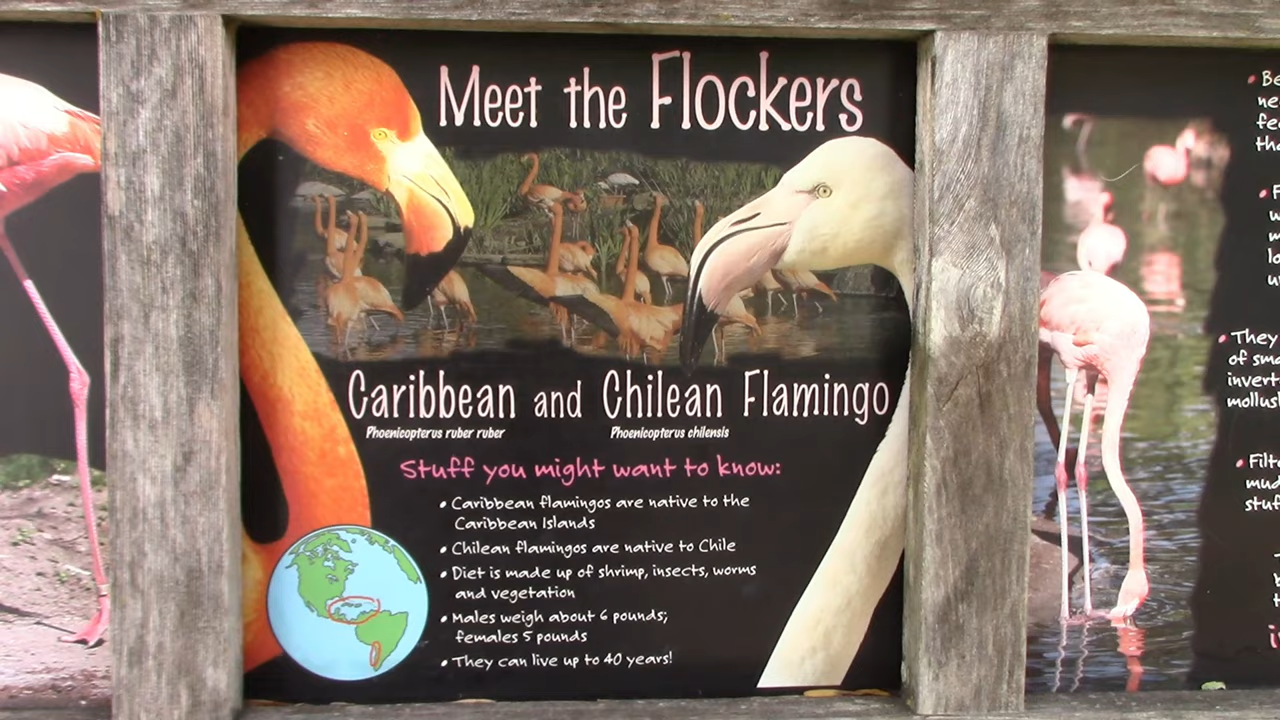 Meet the Flockers
Caribbean and Chilean Flamingo
Phoenicopterus ruber ruber Phoenicopterus chilensis
Stuff you might want to know:
• Caribbean flamingos are native to the
Caribbean Islands
• Chilean flamingos are native to Chile
• Diet is made up of shrimp, insects, worms
and vegetation
• Males weigh about 6 pounds;
females 5 pounds
• They can live up to 40 years!
• They
of